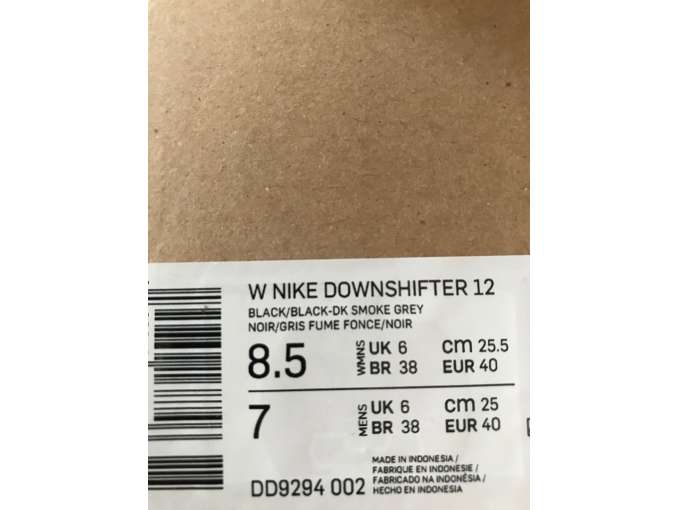 W NIKE DOWNSHIFTER 12
BLACK/BLACK-DK SMOKE GREY
NOIR/GRIS FUME FONCE/NOIR
8.5 WMNS UK 6 cm 25.5
BR 38 EUR 40
7 MENS UK 6 cm 25
BR 38 EUR 40
MADE IN INDONESIA /
FABRIQUE EN INDONESIE /
FABRICADO NA INDONÉSIA /
HECHO EN INDONESIA
DD9294 002